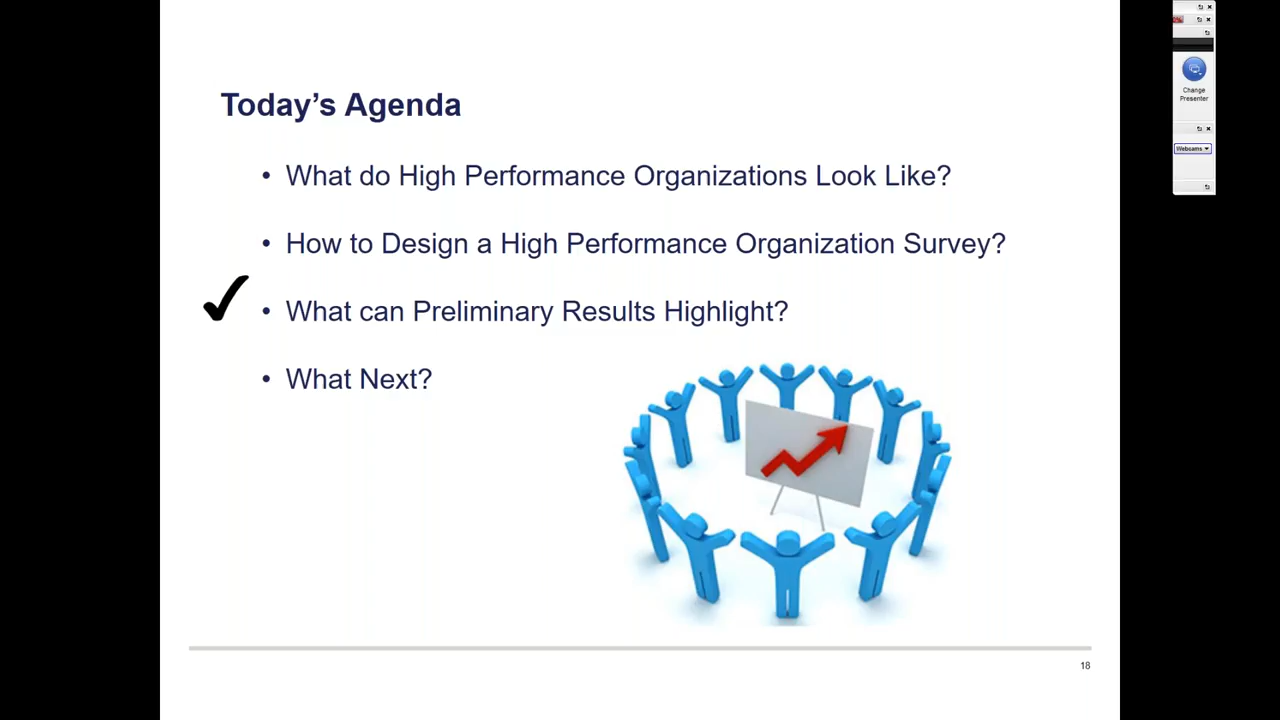 Today's Agenda
• What do High Performance Organizations Look Like?
• How to Design a High Performance Organization Survey?
• What can Preliminary Results Highlight?
• What Next?
18
Change
Presenter
Webcams